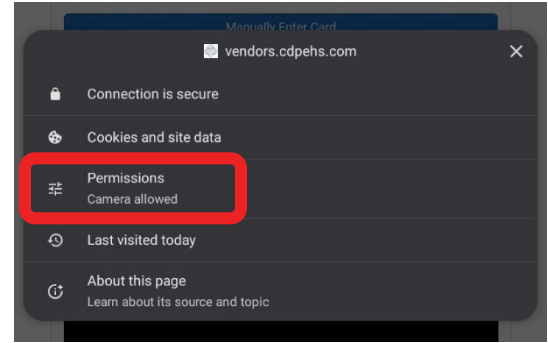 Manually Enter Card
vendors.cdpehs.com
Connection is secure
Cookies and site data
Permissions
Camera allowed
Last visited today
About this page
Learn about its source and topic